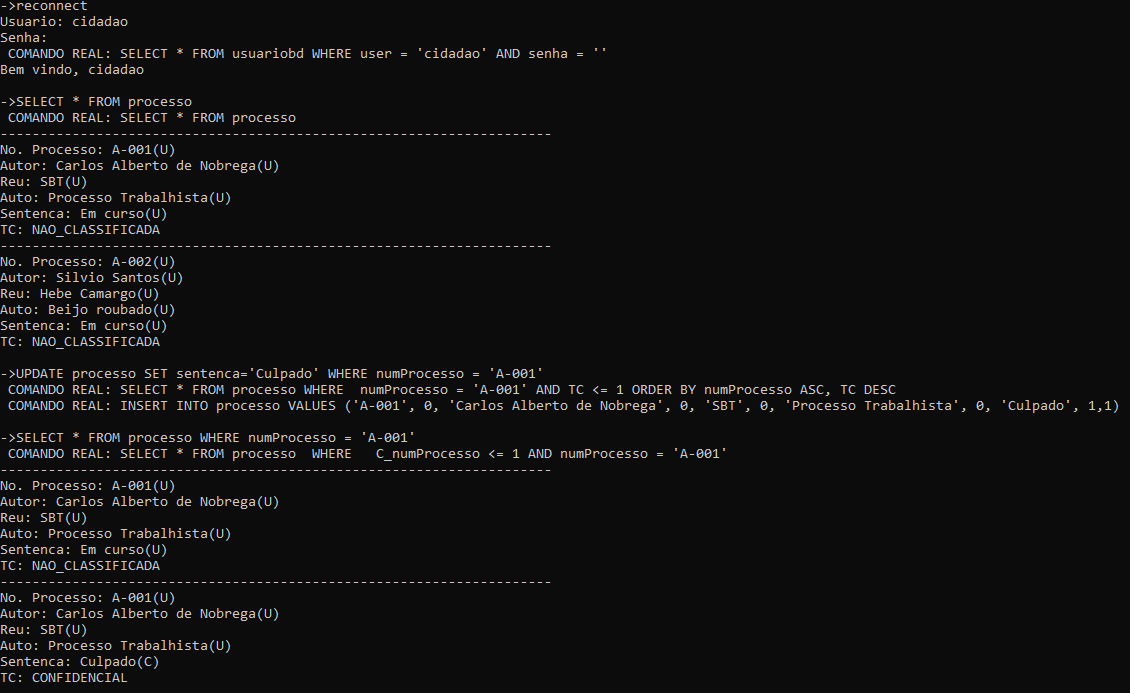 ->reconnect
Usuario: cidadao
Senha:
 COMANDO REAL: SELECT * FROM usuariobd WHERE user = 'cidadao' AND senha = ''
Bem vindo, cidadao

->SELECT * FROM processo
 COMANDO REAL: SELECT * FROM processo
---------------------------------------------------------------------
No. Processo: A-001(U)
Autor: Carlos Alberto de Nobrega(U)
Reu: SBT(U)
Auto: Processo Trabalhista(U)
Sentenca: Em curso(U)
TC: NAO_CLASSIFICADA
---------------------------------------------------------------------
No. Processo: A-002(U)
Autor: Silvio Santos(U)
Reu: Hebe Camargo(U)
Auto: Beijo roubado(U)
Sentenca: Em curso(U)
TC: NAO_CLASSIFICADA

->UPDATE processo SET sentenca='Culpado' WHERE numProcesso = 'A-001'
 COMANDO REAL: SELECT * FROM processo WHERE  numProcesso = 'A-001' AND TC <= 1 ORDER BY numProcesso ASC, TC DESC
 COMANDO REAL: INSERT INTO processo VALUES ('A-001', 0, 'Carlos Alberto de Nobrega', 0, 'SBT', 0, 'Processo Trabalhista', 0, 'Culpado', 1,1)

->SELECT * FROM processo WHERE numProcesso = 'A-001'
 COMANDO REAL: SELECT * FROM processo  WHERE   C_numProcesso <= 1 AND numProcesso = 'A-001'
---------------------------------------------------------------------
No. Processo: A-001(U)
Autor: Carlos Alberto de Nobrega(U)
Reu: SBT(U)
Auto: Processo Trabalhista(U)
Sentenca: Em curso(U)
TC: NAO_CLASSIFICADA
---------------------------------------------------------------------
No. Processo: A-001(U)
Autor: Carlos Alberto de Nobrega(U)
Reu: SBT(U)
Auto: Processo Trabalhista(U)
Sentenca: Culpado(C)
TC: CONFIDENCIAL